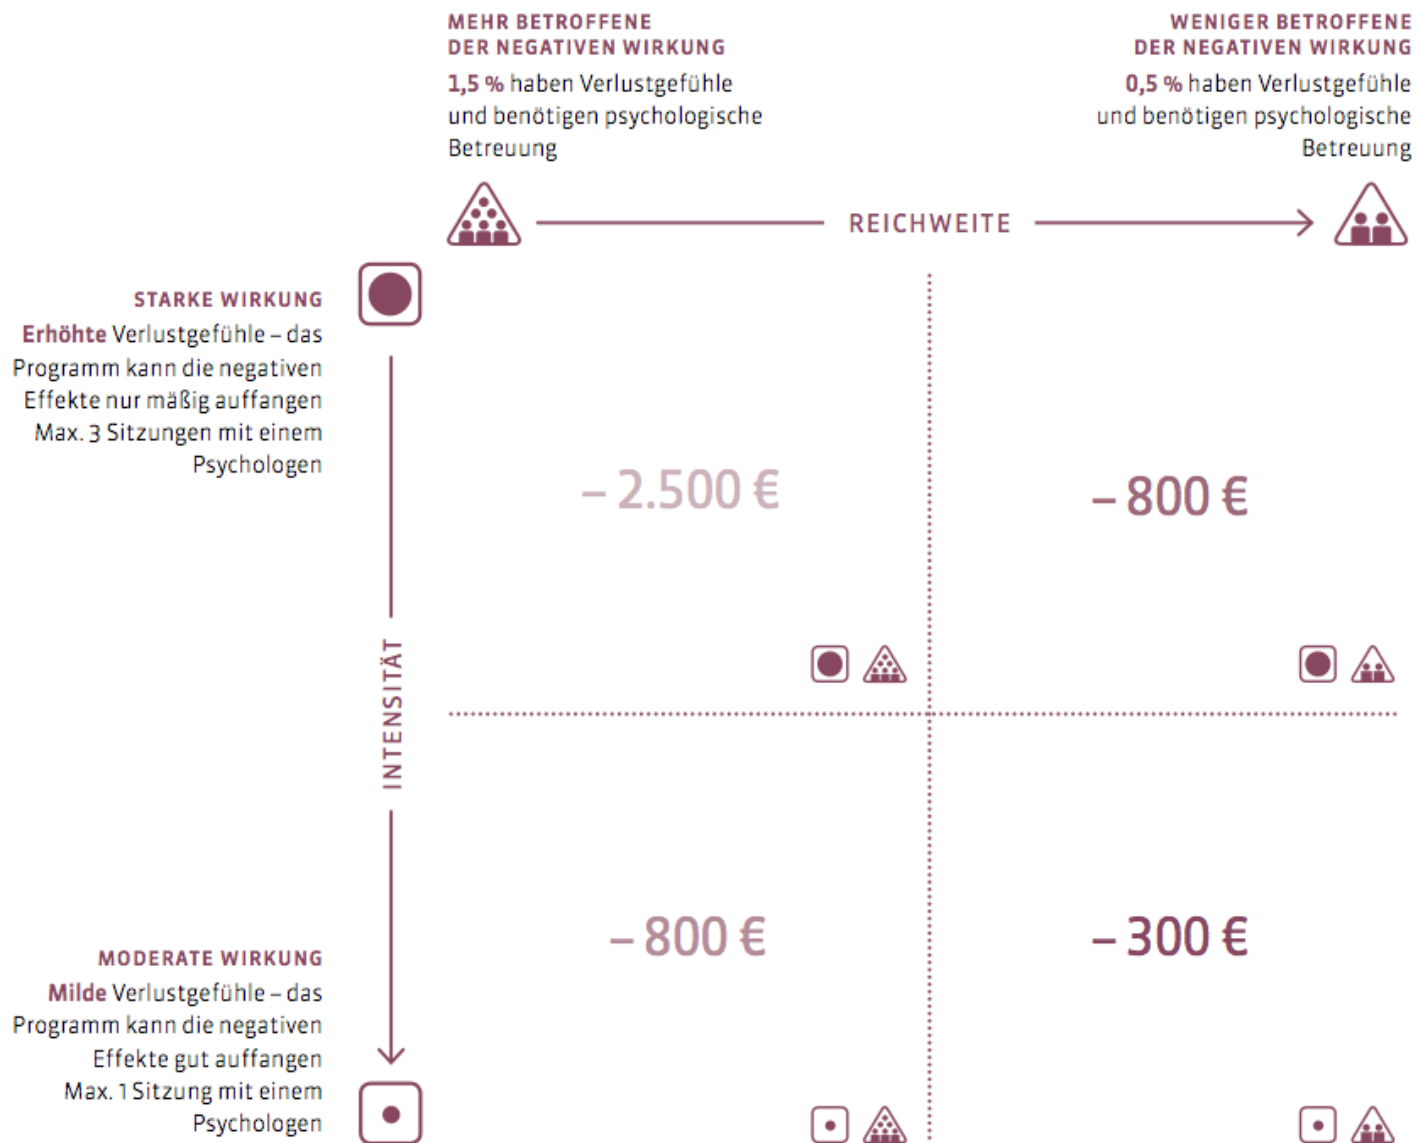 MEHR BETROFFENE
DER NEGATIVEN WIRKUNG
1,5 % haben Verlustgefühle
und benötigen psychologische
Betreuung
WENIGER BETROFFENE
DER NEGATIVEN WIRKUNG
0,5 % haben Verlustgefühle
und benötigen psychologische
Betreuung
REICHWEITE
STARKE WIRKUNG
Erhöhte Verlustgefühle – das
Programm kann die negativen
Effekte nur mäßig auffangen
Max. 3 Sitzungen mit einem
Psychologen
– 2.500 €
– 800 €
INTENSITÄT
– 800 €
– 300 €
MODERATE WIRKUNG
Milde Verlustgefühle – das
Programm kann die negativen
Effekte gut auffangen
Max. 1 Sitzung mit einem
Psychologen